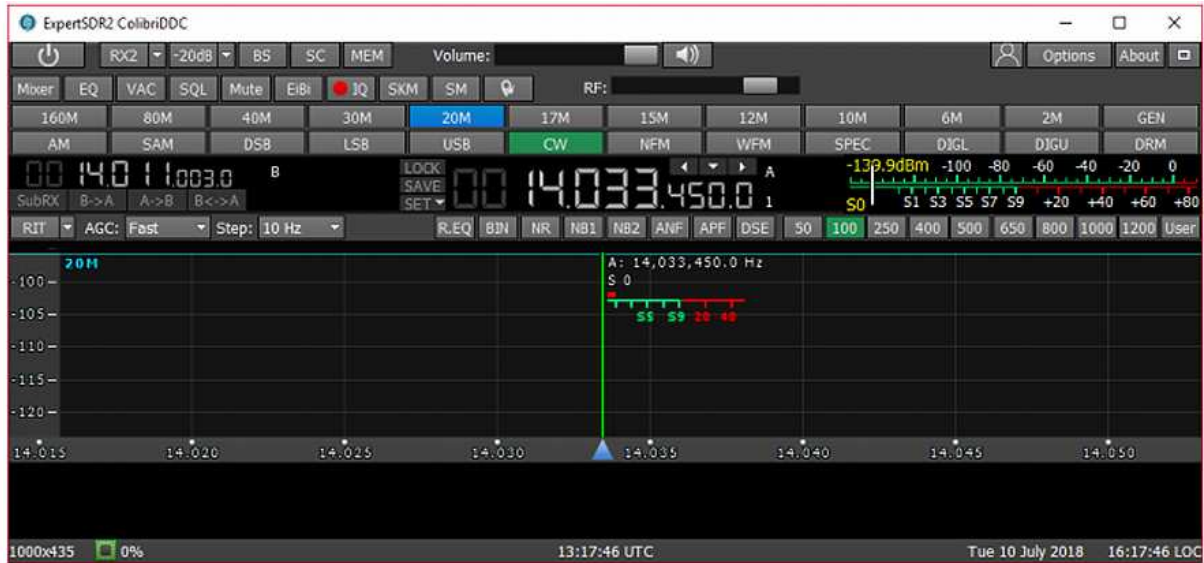 ExpertSDR2 ColibriDDC
RX2 -20dB BS SC MEM Volume: Options About
Mixer EQ VAC SQL Mute EiBi IQ SKM SM RF:
160M 80M 40M 30M 20M 17M 15M 12M 10M 6M 2M GEN
AM SAM DSB LSB USB CW NFM WFM SPEC DIGL DIGU DRM
00 14.011.003.0 B LOCK 00 14.033.450.0 A -139.9dBm -100 -80 -60 -40 -20 0
SAVE
SubRX B->A A->B B<->A SET 1 S0 S1 S3 S5 S7 S9 +20 +40 +60 +80
RIT AGC: Fast Step: 10 Hz R.EQ BIN NR NB1 NB2 ANF APF DSE 50 100 250 400 500 650 800 1000 1200 User
20M A: 14,033,450.0 Hz
-100 S 0
-105 S5 S9 20 40
-110
-115
-120
14.015 14.020 14.025 14.030 14.035 14.040 14.045 14.050
1000x435 0% 13:17:46 UTC Tue 10 July 2018 16:17:46 LOC